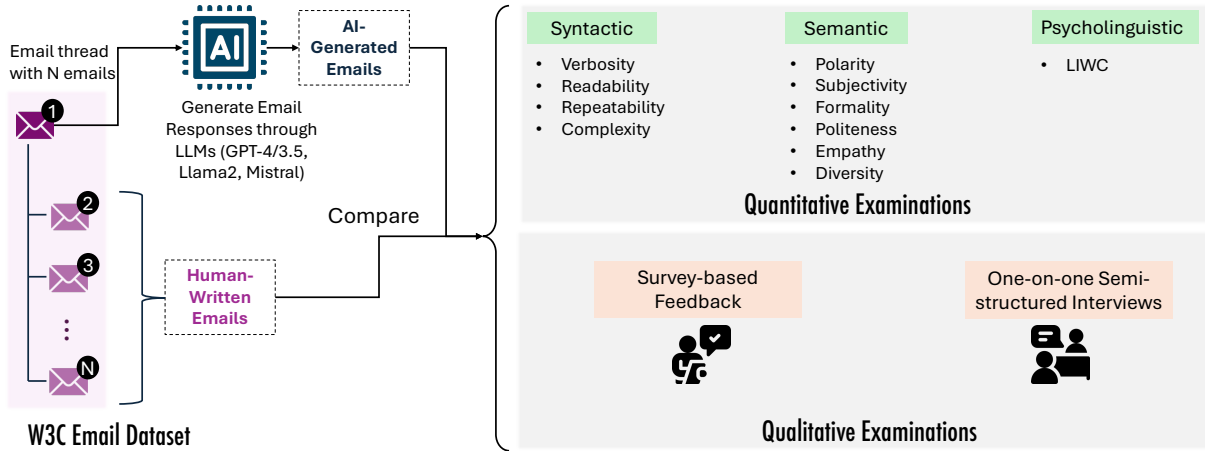 Email thread
with N emails
1
2
3
N
W3C Email Dataset
AI
Generate Email
Responses through
LLMs (GPT-4/3.5,
Llama2, Mistral)
AI-
Generated
Emails
Human-
Written
Emails
Compare
Syntactic
• Verbosity
• Readability
• Repeatability
• Complexity
Semantic
• Polarity
• Subjectivity
• Formality
• Politeness
• Empathy
• Diversity
Psycholinguistic
• LIWC
Quantitative Examinations
Survey-based
Feedback
One-on-one Semi-
structured Interviews
Qualitative Examinations